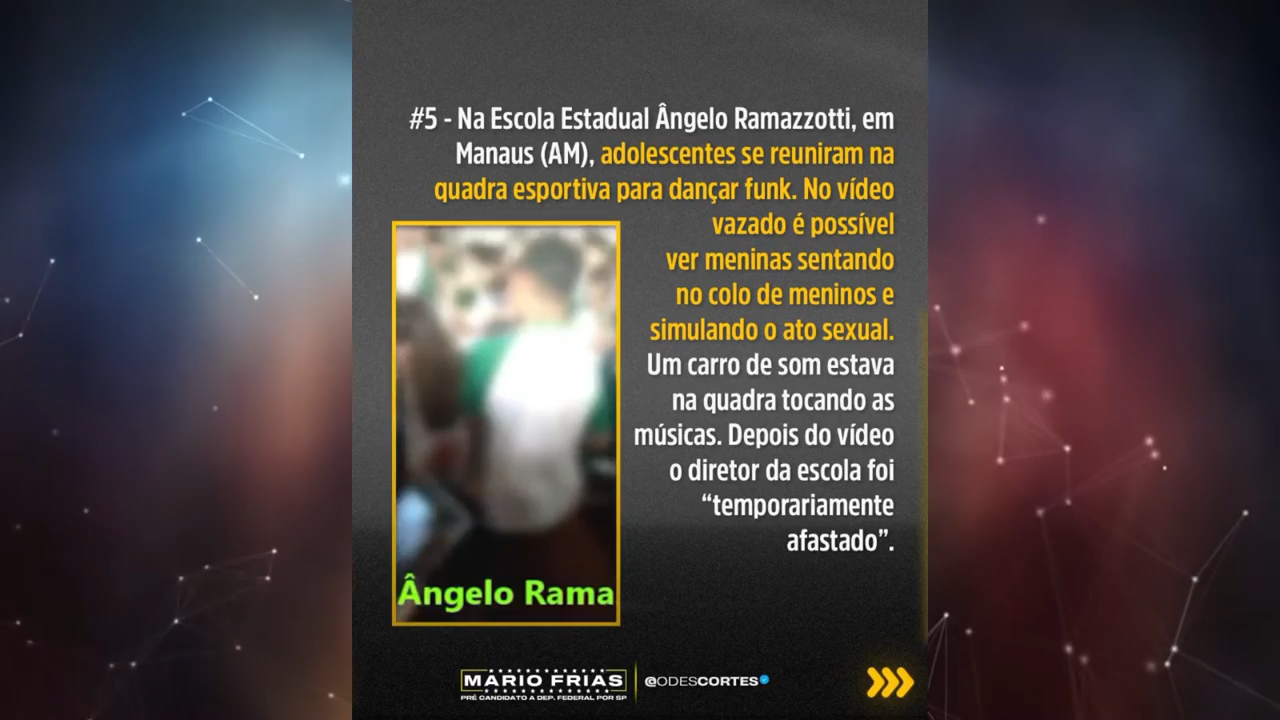 #5 - Na Escola Estadual Ângelo Ramazzotti, em
Manaus (AM), adolescentes se reuniram na
quadra esportiva para dançar funk. No vídeo
vazado é possível
ver meninas sentando
no colo de meninos e
simulando o ato sexual.
Um carro de som estava
na quadra tocando as
músicas. Depois do vídeo
o diretor da escola foi
“temporariamente
afastado”.
Ângelo Rama
MARIO FRIAS
PRÉ CANDIDATO A DEP. FEDERAL POR SP
@ODESCORTES